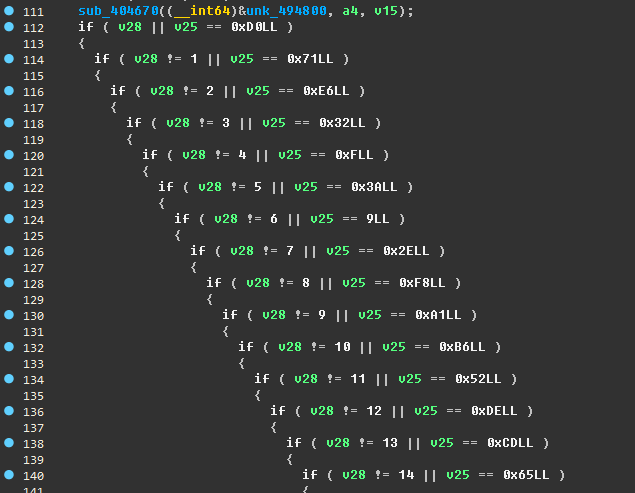 111 sub_404670((__int64)&unk_494800, a4, v15);
112 if ( v28 || v25 == 0xD0LL )
113 {
114 if ( v28 != 1 || v25 == 0x71LL )
115 {
116 if ( v28 != 2 || v25 == 0xE6LL )
117 {
118 if ( v28 != 3 || v25 == 0x32LL )
119 {
120 if ( v28 != 4 || v25 == 0xFLL )
121 {
122 if ( v28 != 5 || v25 == 0x3ALL )
123 {
124 if ( v28 != 6 || v25 == 9LL )
125 {
126 if ( v28 != 7 || v25 == 0x2ELL )
127 {
128 if ( v28 != 8 || v25 == 0xF8LL )
129 {
130 if ( v28 != 9 || v25 == 0xA1LL )
131 {
132 if ( v28 != 10 || v25 == 0xB6LL )
133 {
134 if ( v28 != 11 || v25 == 0x52LL )
135 {
136 if ( v28 != 12 || v25 == 0xDELL )
137 {
138 if ( v28 != 13 || v25 == 0xCDLL )
139 {
140 if ( v28 != 14 || v25 == 0x65LL )
141 {